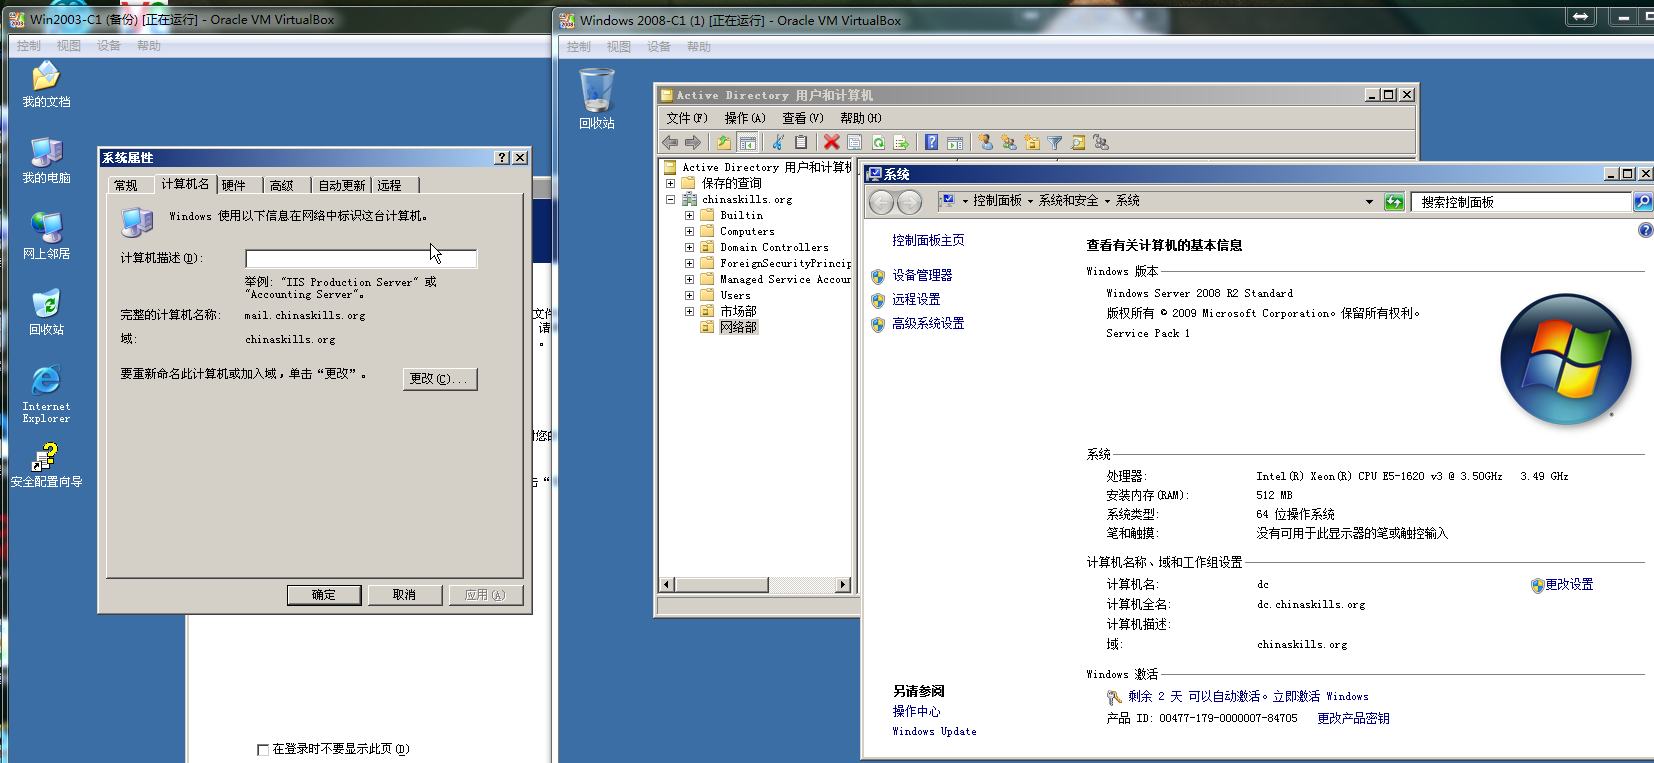 Win2003-C1 (备份) [正在运行] - Oracle VM VirtualBox
控制 视图 设备 帮助
我的文档
我的电脑
网上邻居
回收站
Internet
Explorer
安全配置向导
系统属性
常规 计算机名 硬件 高级 自动更新 远程
Windows 使用以下信息在网络中标识这台计算机。
计算机描述(D):
举例: "IIS Production Server" 或
"Accounting Server"。
完整的计算机名称: mail.chinaskills.org
域: chinaskills.org
要重新命名此计算机或加入域，单击“更改”。
更改(C)...
确定 取消 应用(A)
文件
请
。
击“
在登录时不要显示此页(D)
Windows 2008-C1 (1) [正在运行] - Oracle VM VirtualBox
控制 视图 设备 帮助
回收站
Active Directory 用户和计算机
文件(F) 操作(A) 查看(V) 帮助(H)
Active Directory 用户和计算机
保存的查询
chinaskills.org
Builtin
Computers
Domain Controllers
ForeignSecurityPrincip
Managed Service Accour
Users
市场部
网络部
系统
控制面板 系统和安全 系统
搜索控制面板
控制面板主页
设备管理器
远程设置
高级系统设置
另请参阅
操作中心
Windows Update
查看有关计算机的基本信息
Windows 版本
Windows Server 2008 R2 Standard
版权所有 © 2009 Microsoft Corporation。保留所有权利。
Service Pack 1
系统
处理器: Intel(R) Xeon(R) CPU E5-1620 v3 @ 3.50GHz 3.49 GHz
安装内存(RAM): 512 MB
系统类型: 64 位操作系统
笔和触摸: 没有可用于此显示器的笔或触控输入
计算机名称、域和工作组设置
计算机名: dc
更改设置
计算机全名: dc.chinaskills.org
计算机描述:
域: chinaskills.org
Windows 激活
剩余 2 天 可以自动激活。立即激活 Windows
产品 ID: 00477-179-0000007-84705 更改产品密钥